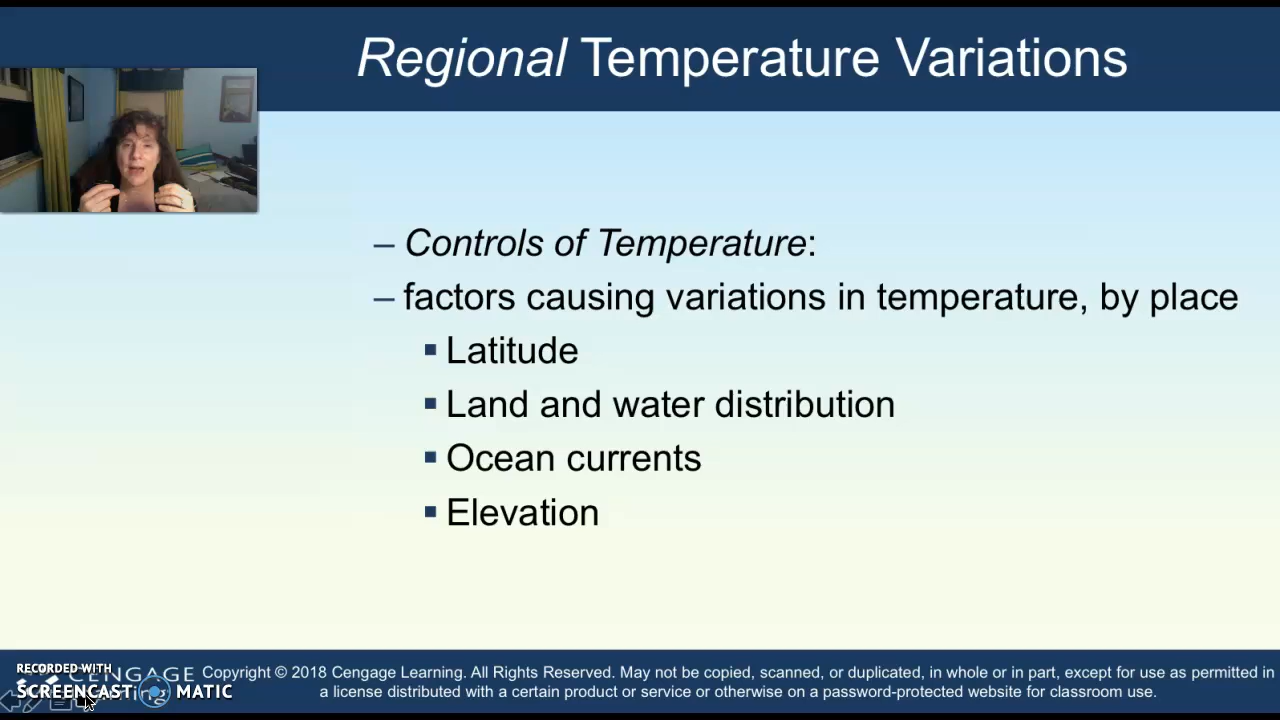 Regional Temperature Variations
– Controls of Temperature:
– factors causing variations in temperature, by place
▪ Latitude
▪ Land and water distribution
▪ Ocean currents
▪ Elevation
RECORDED WITH
CENGAGE
SCREENCAST MATIC
Copyright © 2018 Cengage Learning. All Rights Reserved. May not be copied, scanned, or duplicated, in whole or in part, except for use as permitted in
a license distributed with a certain product or service or otherwise on a password-protected website for classroom use.